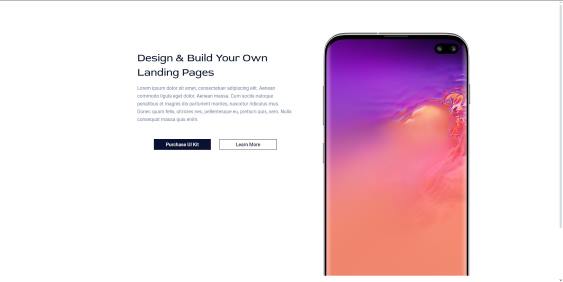 Design & Build Your Own
Landing Pages
Lorem ipsum dolor sit amet, consectetuer adipiscing elit. Aenean
commodo ligula eget dolor. Aenean massa. Cum sociis natoque
penatibus et magnis dis parturient montes, nascetur ridiculus mus.
Donec quam felis, ultricies nec, pellentesque eu, pretium quis, sem. Nulla
consequat massa quis enim.
Purchase UI Kit
Learn More